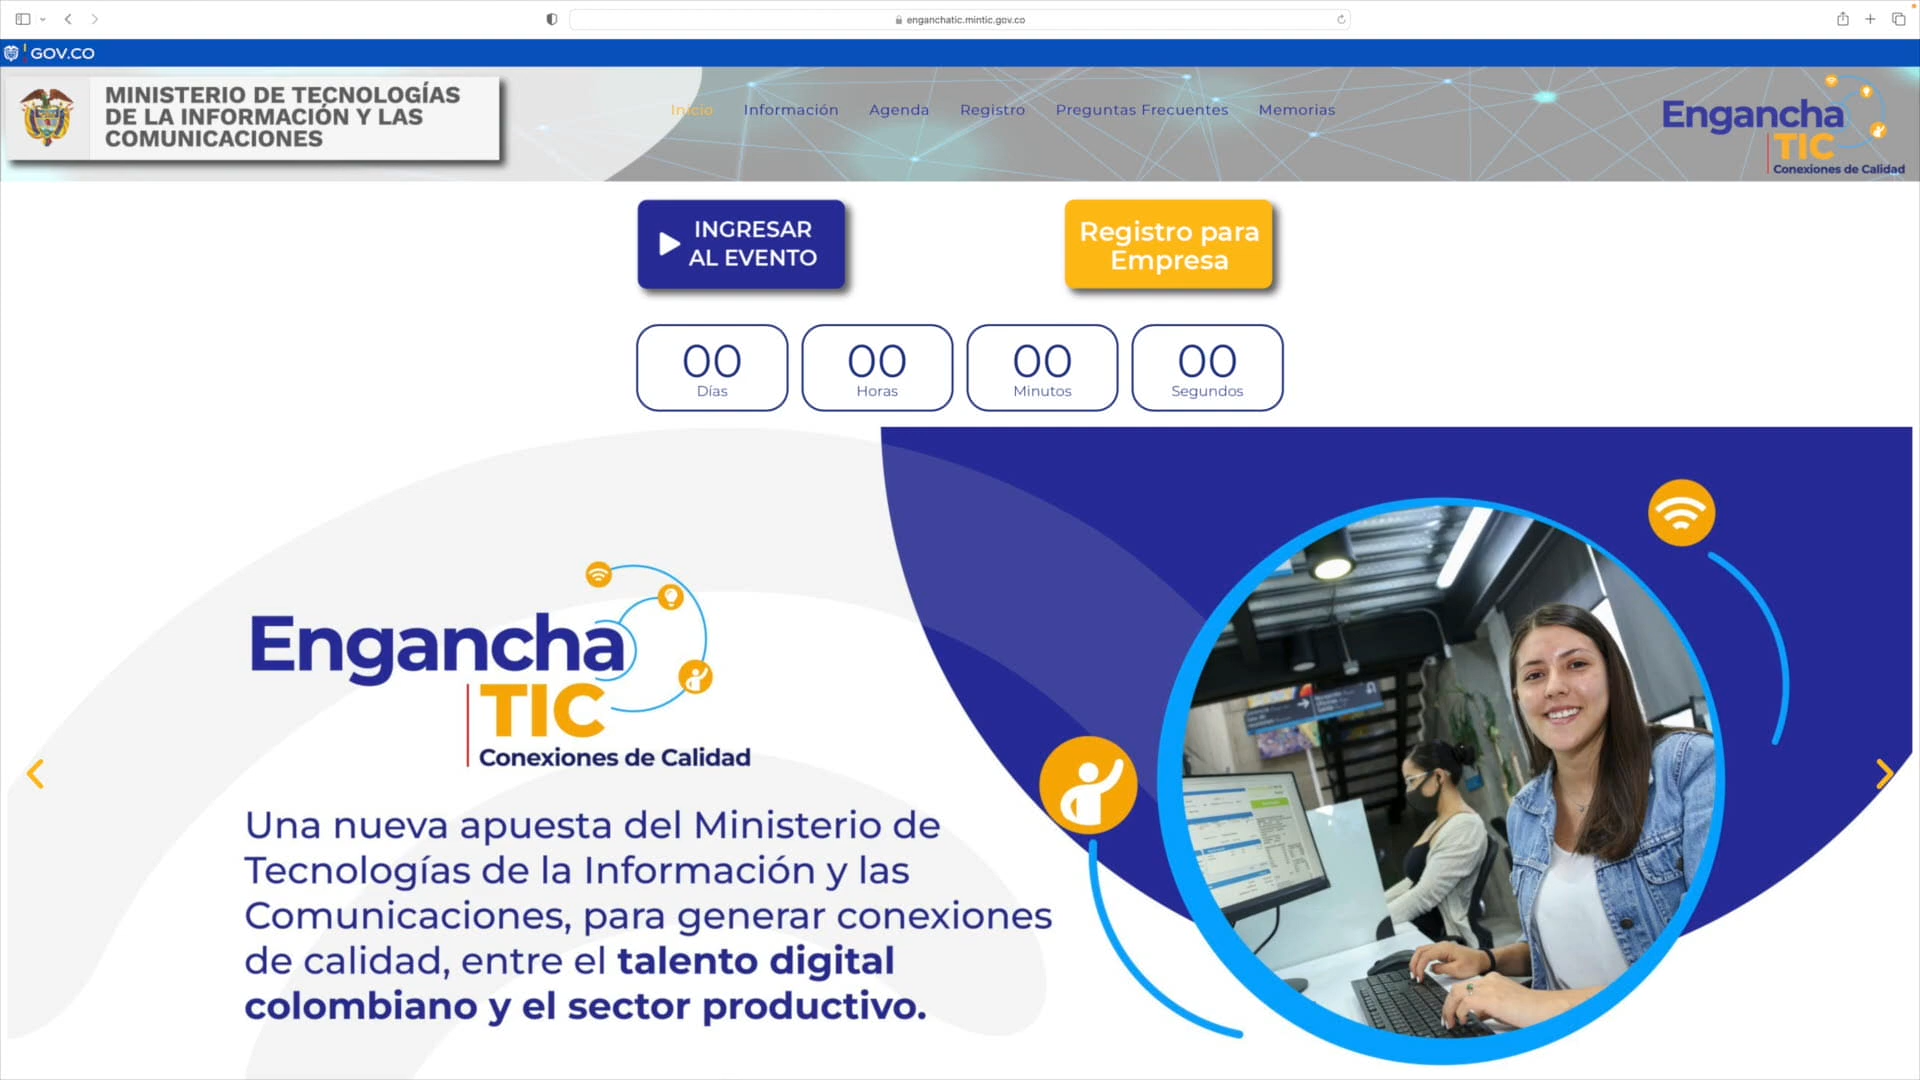 enganchatic.mintic.gov.co
GOV.CO
MINISTERIO DE TECNOLOGÍAS
DE LA INFORMACIÓN Y LAS
COMUNICACIONES
Inicio
Información
Agenda
Registro
Preguntas Frecuentes
Memorias
Engancha
TIC
Conexiones de Calidad
INGRESAR
AL EVENTO
Registro para
Empresa
00
Días
00
Horas
00
Minutos
00
Segundos
Engancha
TIC
Conexiones de Calidad
Una nueva apuesta del Ministerio de
Tecnologías de la Información y las
Comunicaciones, para generar conexiones
de calidad, entre el talento digital
colombiano y el sector productivo.